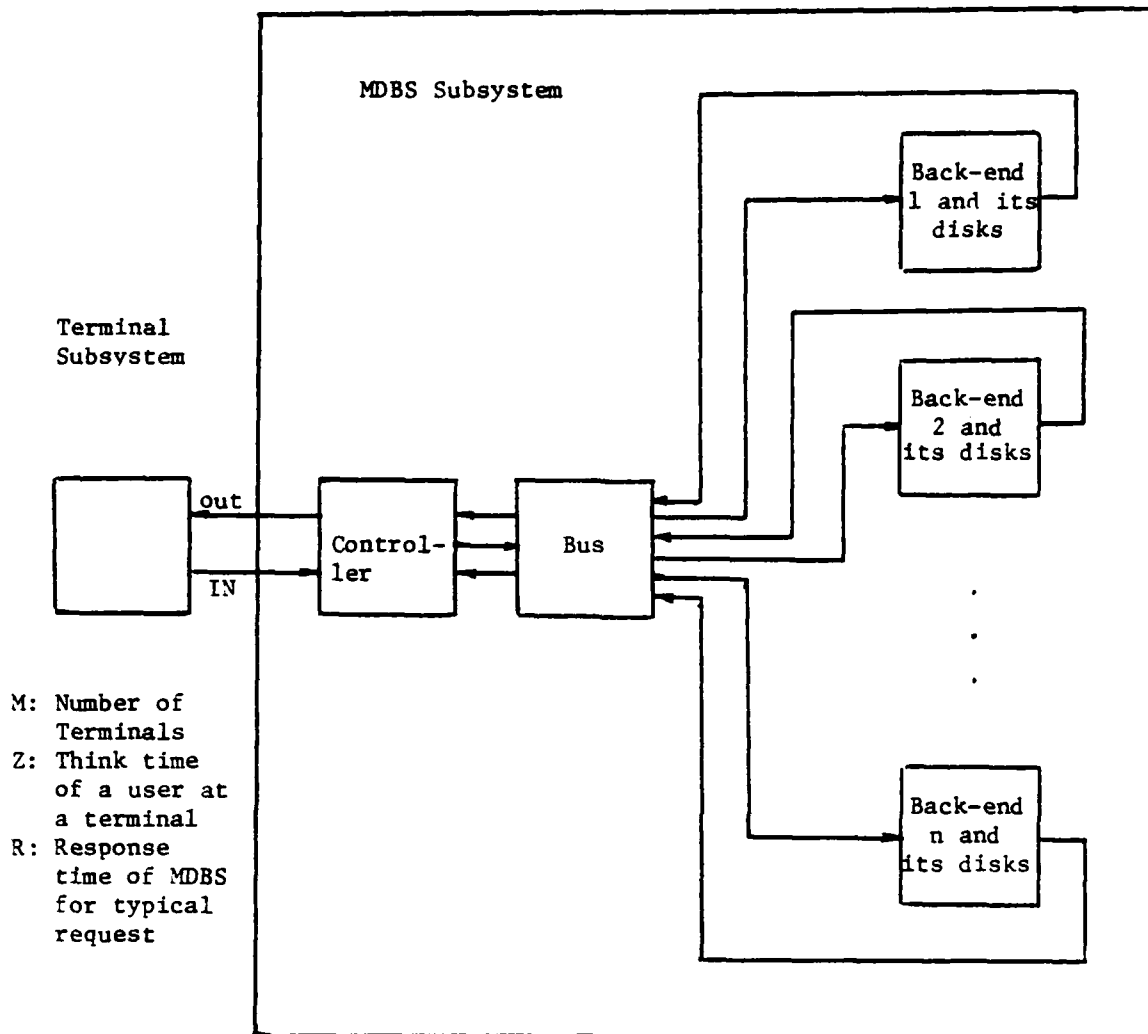 MDBS Subsystem
Back-end
1 and its
disks
Terminal
Subsystem
Back-end
2 and
its disks
out
IN
Control-
ler
Bus
M: Number of
Terminals
Z: Think time
of a user at
a terminal
R: Response
time of MDBS
for typical
request
Back-end
n and
its disks